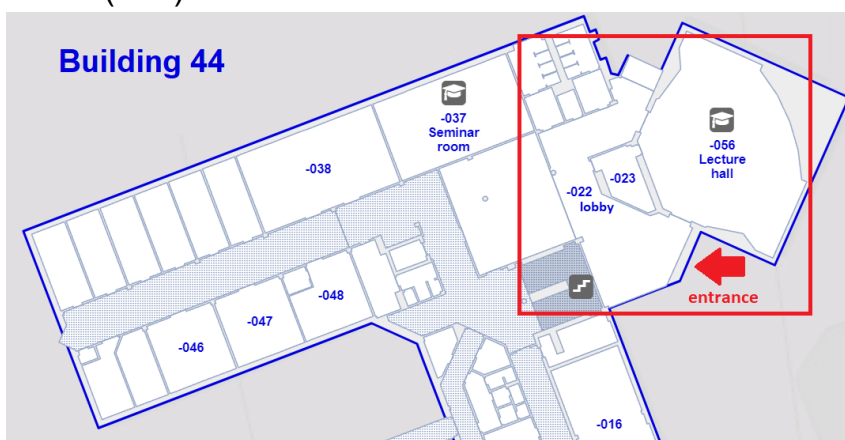 Building 44
-037
Seminar
room
-056
Lecture
hall
-038
-023
-022
lobby
entrance
-048
-047
-046
-016